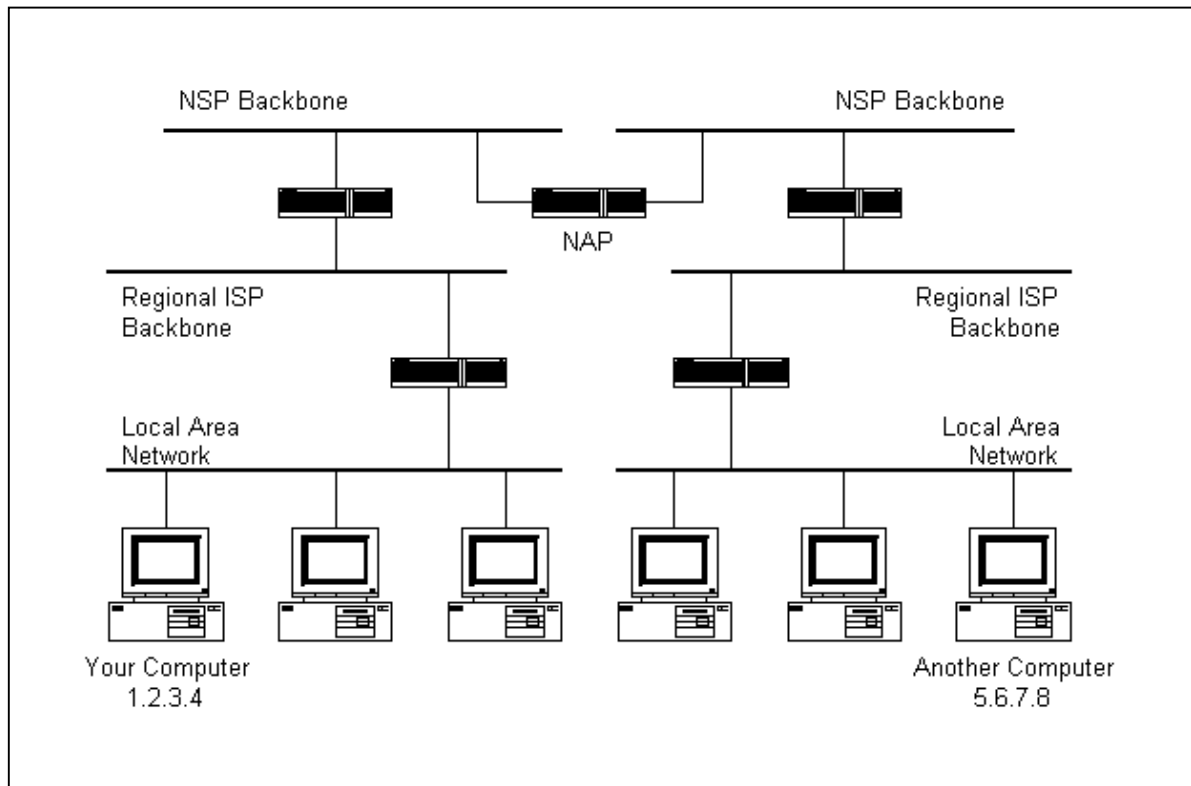 NSP Backbone
NSP Backbone
NAP
Regional ISP
Backbone
Regional ISP
Backbone
Local Area
Network
Local Area
Network
Your Computer
1.2.3.4
Another Computer
5.6.7.8